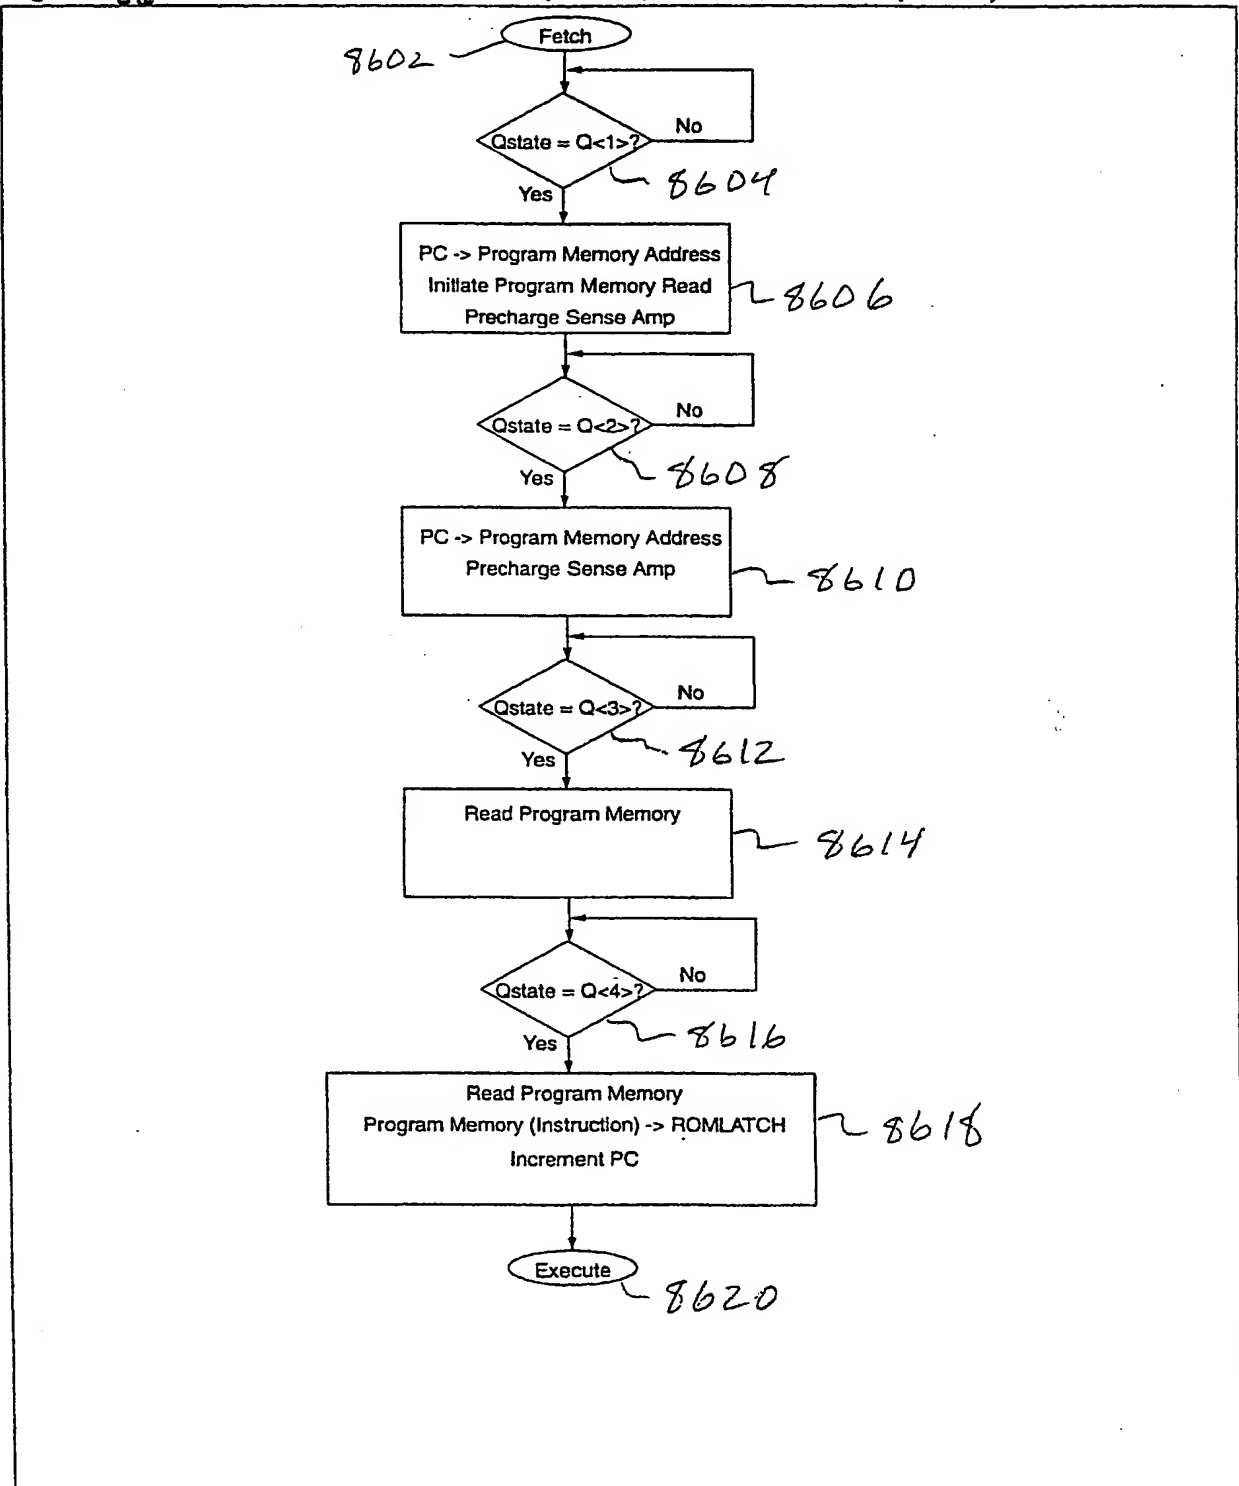 Fetch
8602
No
Qstate = Q<1>?
8604
Yes
PC -> Program Memory Address
Initiate Program Memory Read
Precharge Sense Amp
8606
No
Qstate = Q<2>?
8608
Yes
PC -> Program Memory Address
Precharge Sense Amp
8610
No
Qstate = Q<3>?
8612
Yes
Read Program Memory
8614
No
Qstate = Q<4>?
8616
Yes
Read Program Memory
Program Memory (Instruction) -> ROMLATCH
Increment PC
8618
Execute
8620